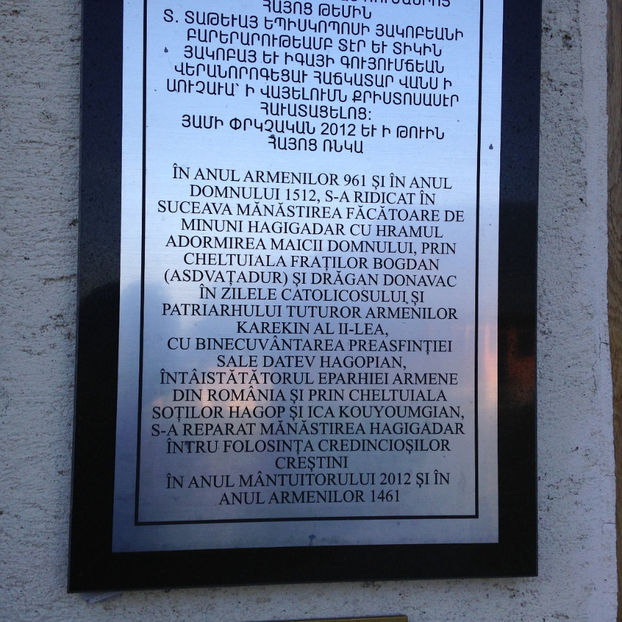 ՀԱՅՈՑ ԹԵՄԻՆ
Տ. ՏԱԹԵՒԱՅ ԵՊԻՍԿՈՊՈՍԻ ՅԱԿՈԲԵԱՆԻ
ԲԱՐԵՐԱՐՈՒԹԵԱՄԲ ՏԷՐ ԵՒ ՏԻԿԻՆ
ՅԱԿՈԲԱՅ ԵՒ ԻԳԱՅԻ ԳՈՒՅՈՒՄՃԵԱՆ
ՎԵՐԱՆՈՐՈԳԵՑԱՒ ՀԱՃԿԱՏԱՐ ՎԱՆՍ Ի
ՍՈՒՉԱՒԱ՝ Ի ՎԱՅԵԼՈՒՄՆ ՔՐԻՍՏՈՍԱՍԷՐ
ՀԱՒԱՏԱՑԵԼՈՑ:
ՅԱՄԻ ՓՐԿՉԱԿԱՆ 2012 ԵՒ Ի ԹՈՒԻՆ
ՀԱՅՈՑ ՌՆԿԱ
ÎN ANUL ARMENILOR 961 ȘI ÎN ANUL
DOMNULUI 1512, S-A RIDICAT ÎN
SUCEAVA MĂNĂSTIREA FĂCĂTOARE DE
MINUNI HAGIGADAR CU HRAMUL
ADORMIREA MAICII DOMNULUI, PRIN
CHELTUIALA FRAȚILOR BOGDAN
(ASDVAȚADUR) ȘI DRĂGAN DONAVAC
ÎN ZILELE CATOLICOSULUI ȘI
PATRIARHULUI TUTUROR ARMENILOR
KAREKIN AL II-LEA,
CU BINECUVÂNTAREA PREASFINȚIEI
SALE DATEV HAGOPIAN,
ÎNTÂISTĂTĂTORUL EPARHIEI ARMENE
DIN ROMÂNIA ȘI PRIN CHELTUIALA
SOȚILOR HAGOP ȘI ICA KOUYOUMGIAN,
S-A REPARAT MĂNĂSTIREA HAGIGADAR
ÎNTRU FOLOSINȚA CREDINCIOȘILOR
CREȘTINI
ÎN ANUL MÂNTUITORULUI 2012 ȘI ÎN
ANUL ARMENILOR 1461